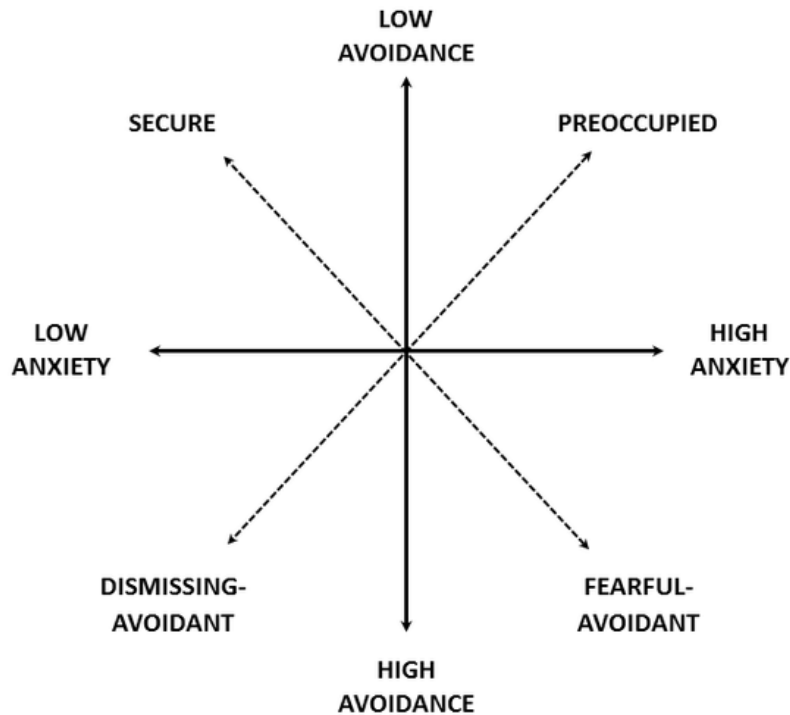 LOW
AVOIDANCE
SECURE
PREOCCUPIED
LOW
ANXIETY
HIGH
ANXIETY
DISMISSING-
AVOIDANT
FEARFUL-
AVOIDANT
HIGH
AVOIDANCE